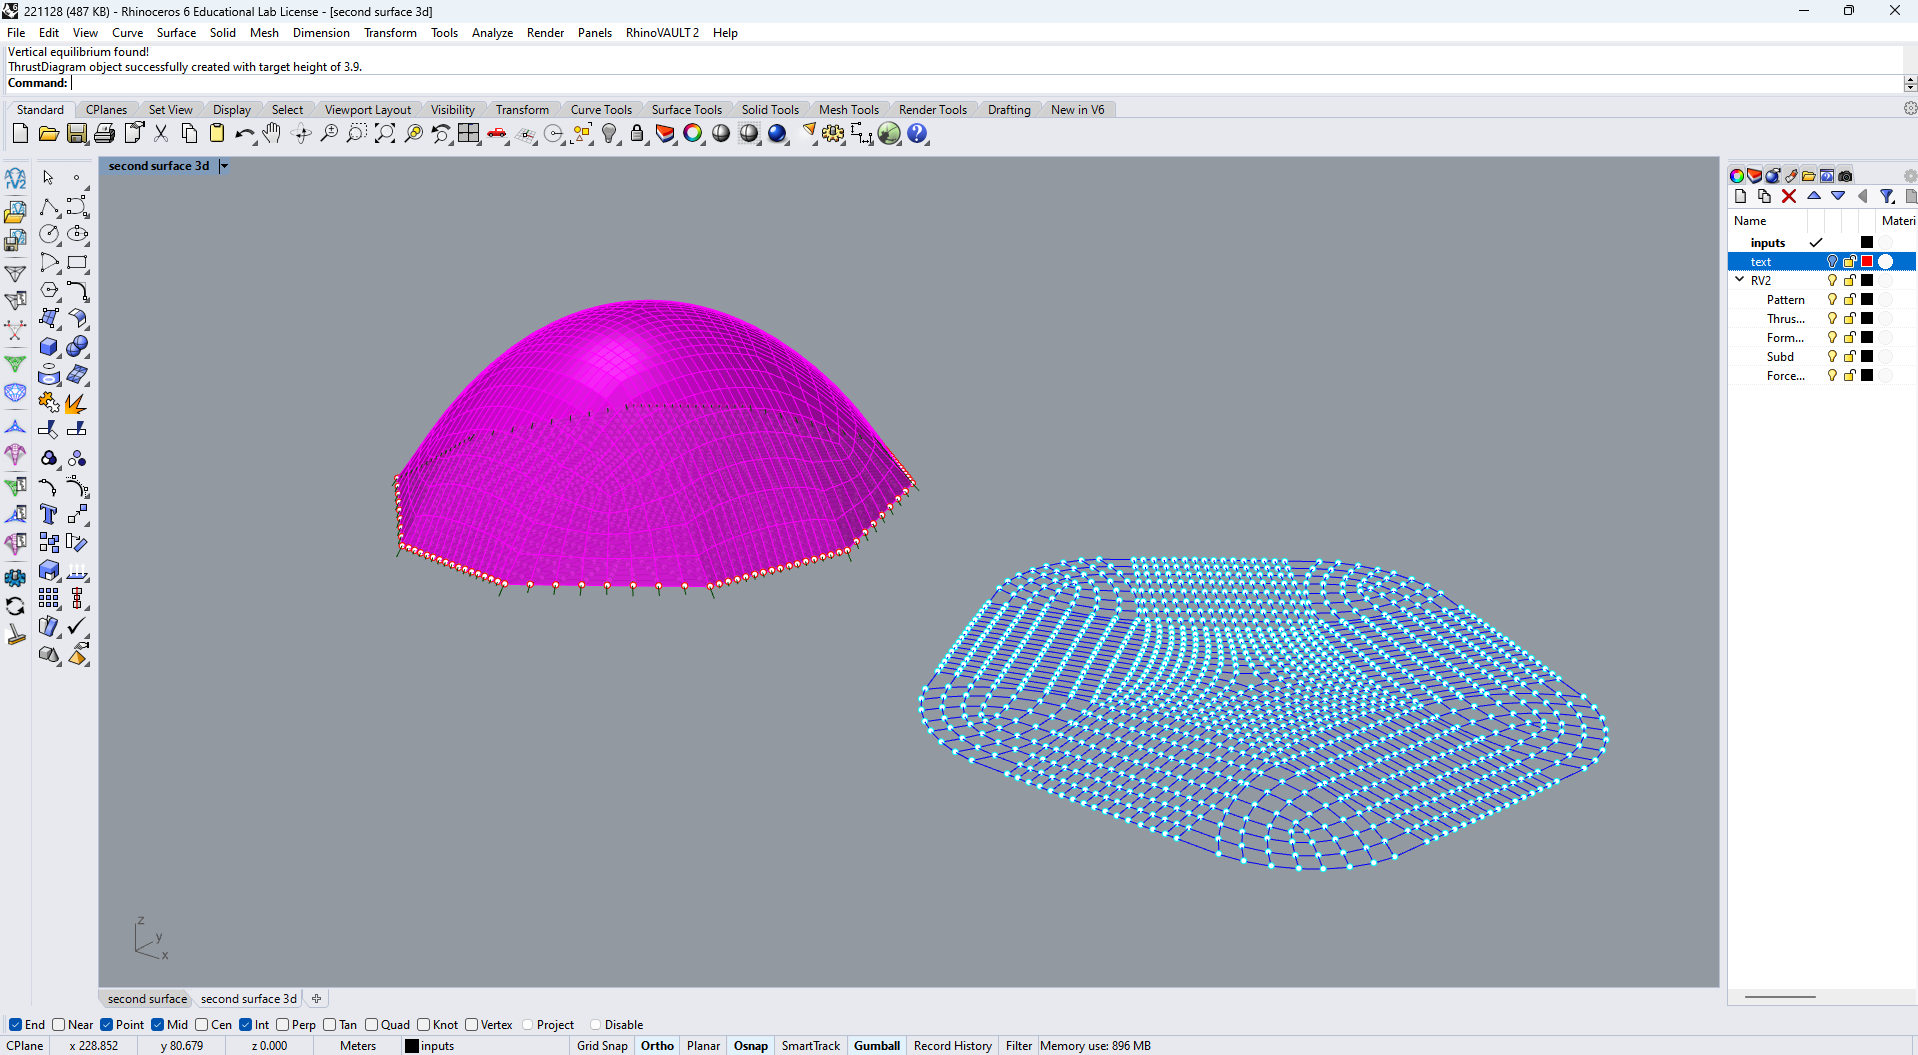 221128 (487 KB) - Rhinoceros 6 Educational Lab License - [second surface 3d]
File Edit View Curve Surface Solid Mesh Dimension Transform Tools Analyze Render Panels RhinoVAULT 2 Help
Vertical equilibrium found!
ThrustDiagram object successfully created with target height of 3.9.
Command:
Standard CPlanes Set View Display Select Viewport Layout Visibility Transform Curve Tools Surface Tools Solid Tools Mesh Tools Render Tools Drafting New in V6
second surface 3d
rv2
Name Materi
inputs
text
RV2
Pattern
Thrus...
Form...
Subd
Force...
z
y
x
second surface second surface 3d
End Near Point Mid Cen Int Perp Tan Quad Knot Vertex Project Disable
CPlane x 228.852 y 80.679 z 0.000 Meters inputs Grid Snap Ortho Planar Osnap SmartTrack Gumball Record History Filter Memory use: 896 MB